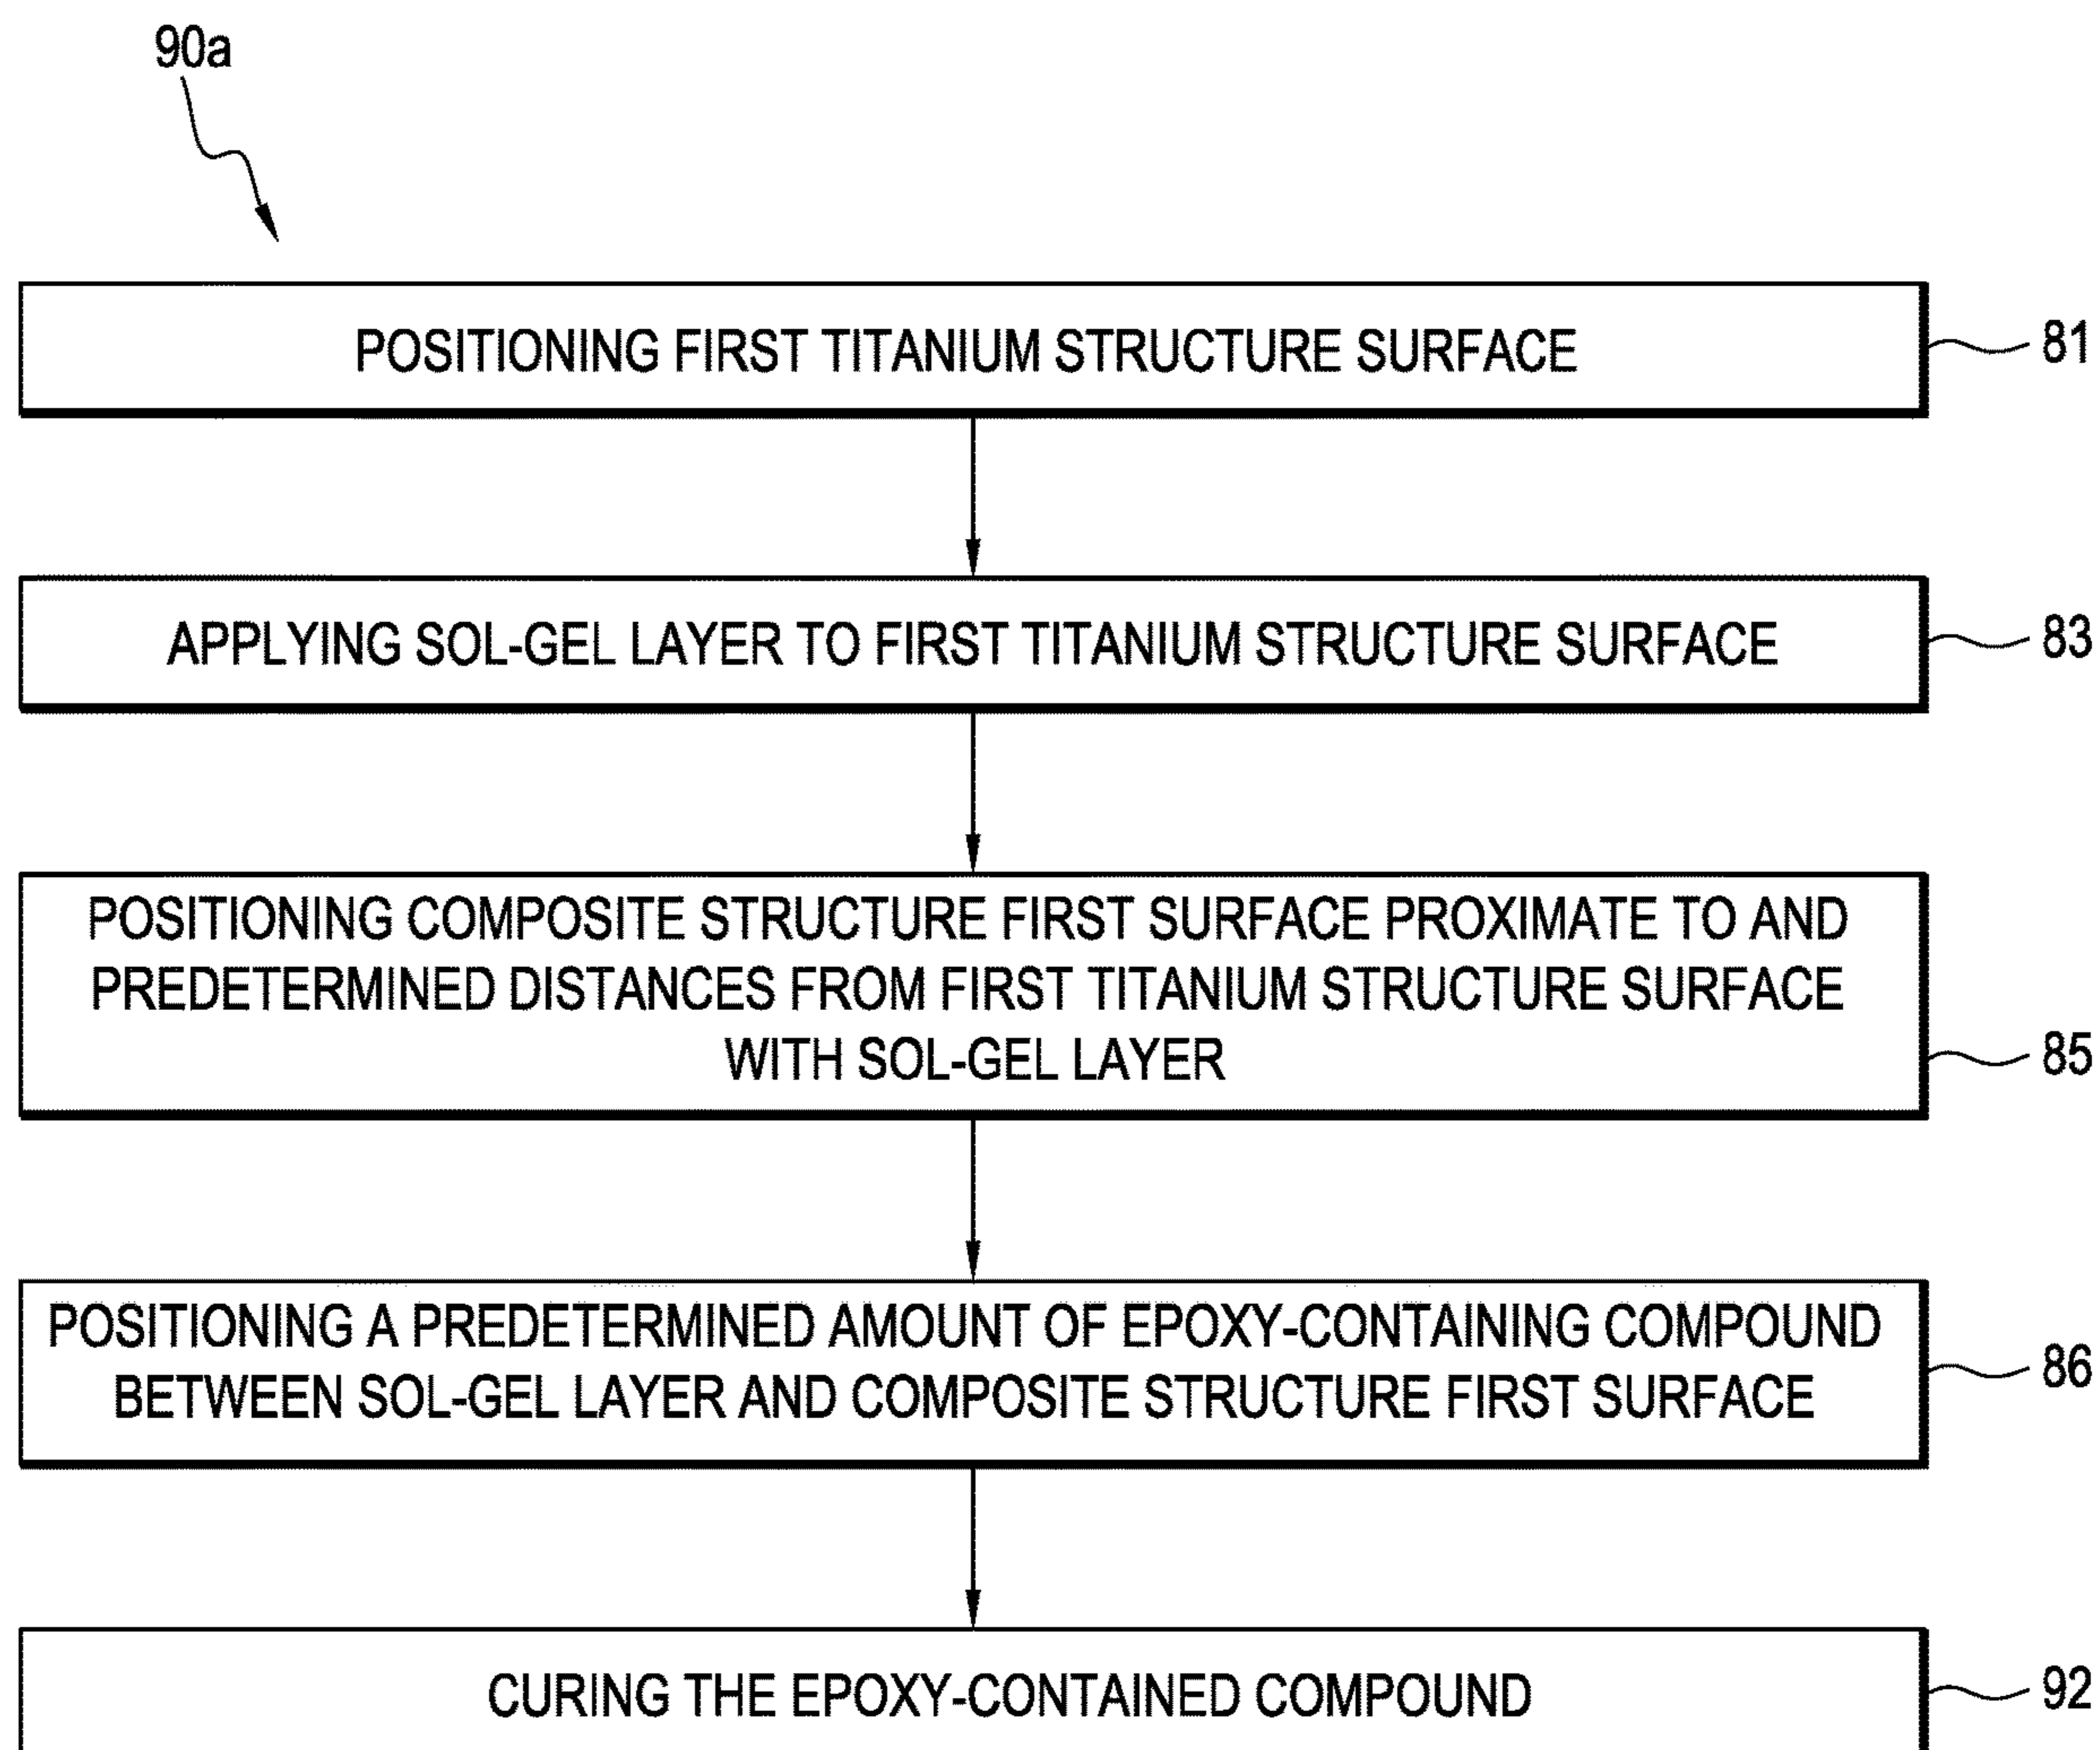 90a
POSITIONING FIRST TITANIUM STRUCTURE SURFACE
81
APPLYING SOL-GEL LAYER TO FIRST TITANIUM STRUCTURE SURFACE
83
POSITIONING COMPOSITE STRUCTURE FIRST SURFACE PROXIMATE TO AND
PREDETERMINED DISTANCES FROM FIRST TITANIUM STRUCTURE SURFACE
WITH SOL-GEL LAYER
85
POSITIONING A PREDETERMINED AMOUNT OF EPOXY-CONTAINING COMPOUND
BETWEEN SOL-GEL LAYER AND COMPOSITE STRUCTURE FIRST SURFACE
86
CURING THE EPOXY-CONTAINED COMPOUND
92